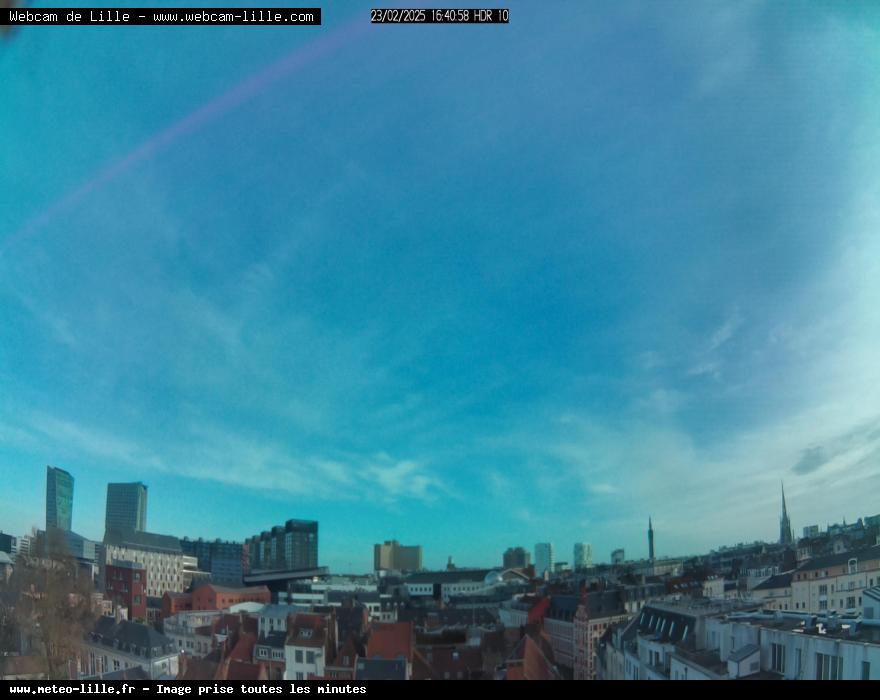 Webcam de Lille - www.webcam-lille.com
23/02/2025 16:40:58 HDR 10
www.meteo-lille.fr - Image prise toutes les minutes